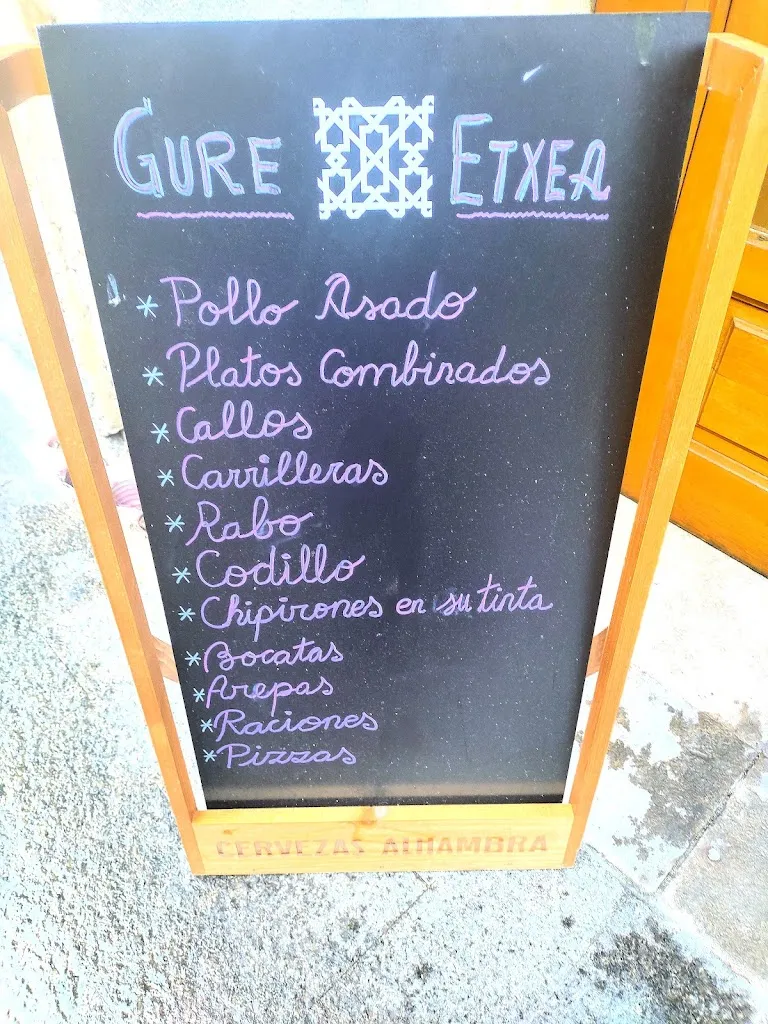 GURE ETXEA
* Pollo Asado
* Platos Combinados
* Callos
* Carrilleras
* Rabo
* Codillo
* Chipirones en su tinta
* Bocatas
* Arepas
* Raciones
* Pizzas
CERVEZAS ALHAMBRA